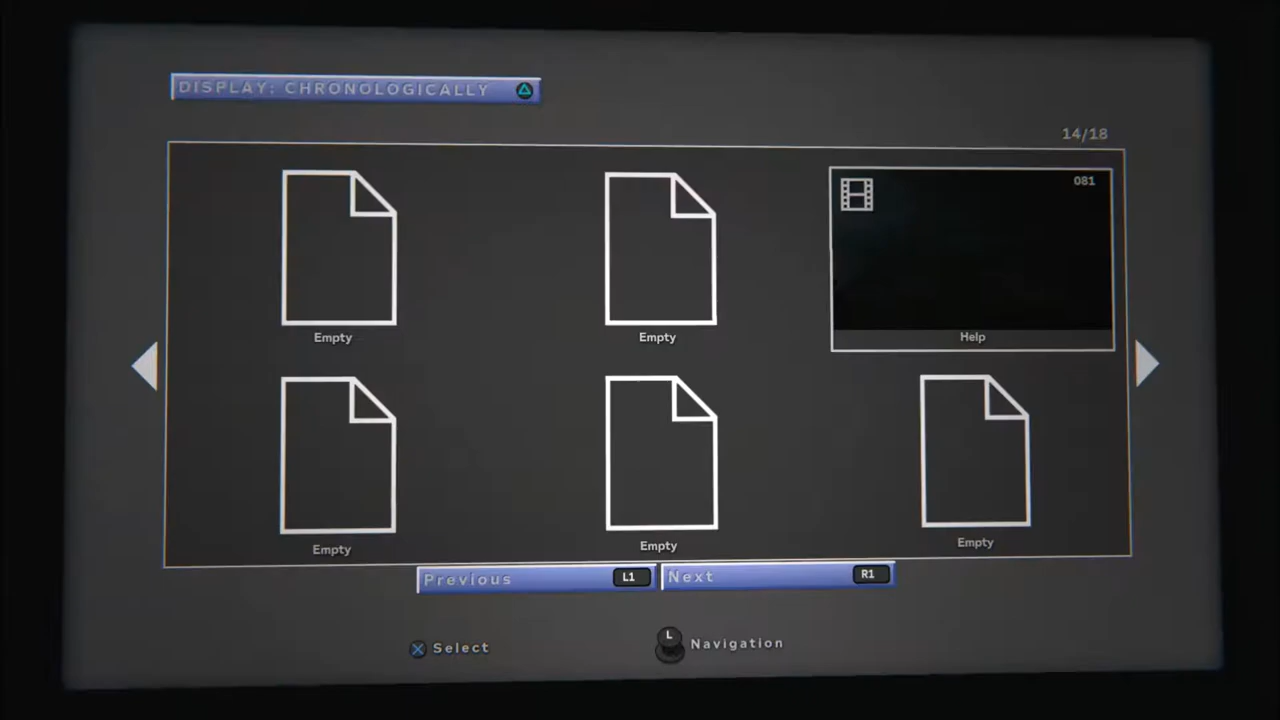 DISPLAY: CHRONOLOGICALLY
14/18
081
Empty
Empty
Help
Empty
Empty
Empty
Previous L1
Next R1
Select
L
Navigation